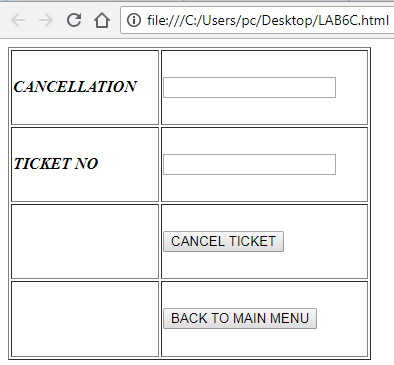 file:///C:/Users/pc/Desktop/LAB6C.html
CANCELLATION
TICKET NO
CANCEL TICKET
BACK TO MAIN MENU